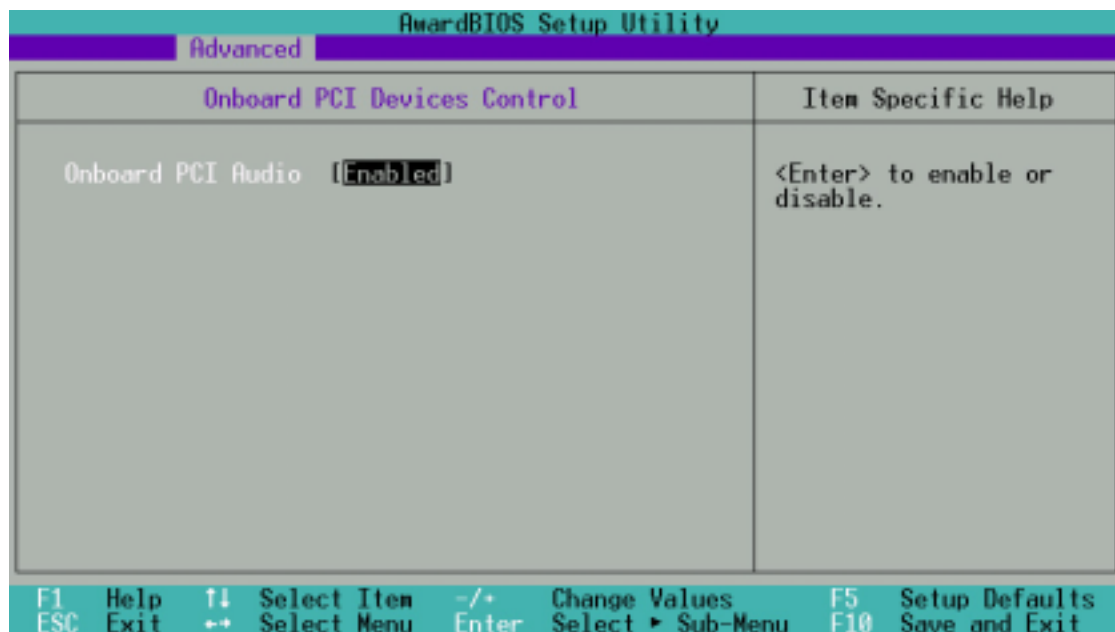 AwardBIOS Setup Utility
Advanced
Onboard PCI Devices Control
Item Specific Help
Onboard PCI Audio [Enabled]
<Enter> to enable or
disable.
F1 Help ↑↓ Select Item -/+ Change Values F5 Setup Defaults
ESC Exit ←→ Select Menu Enter Select ► Sub-Menu F10 Save and Exit